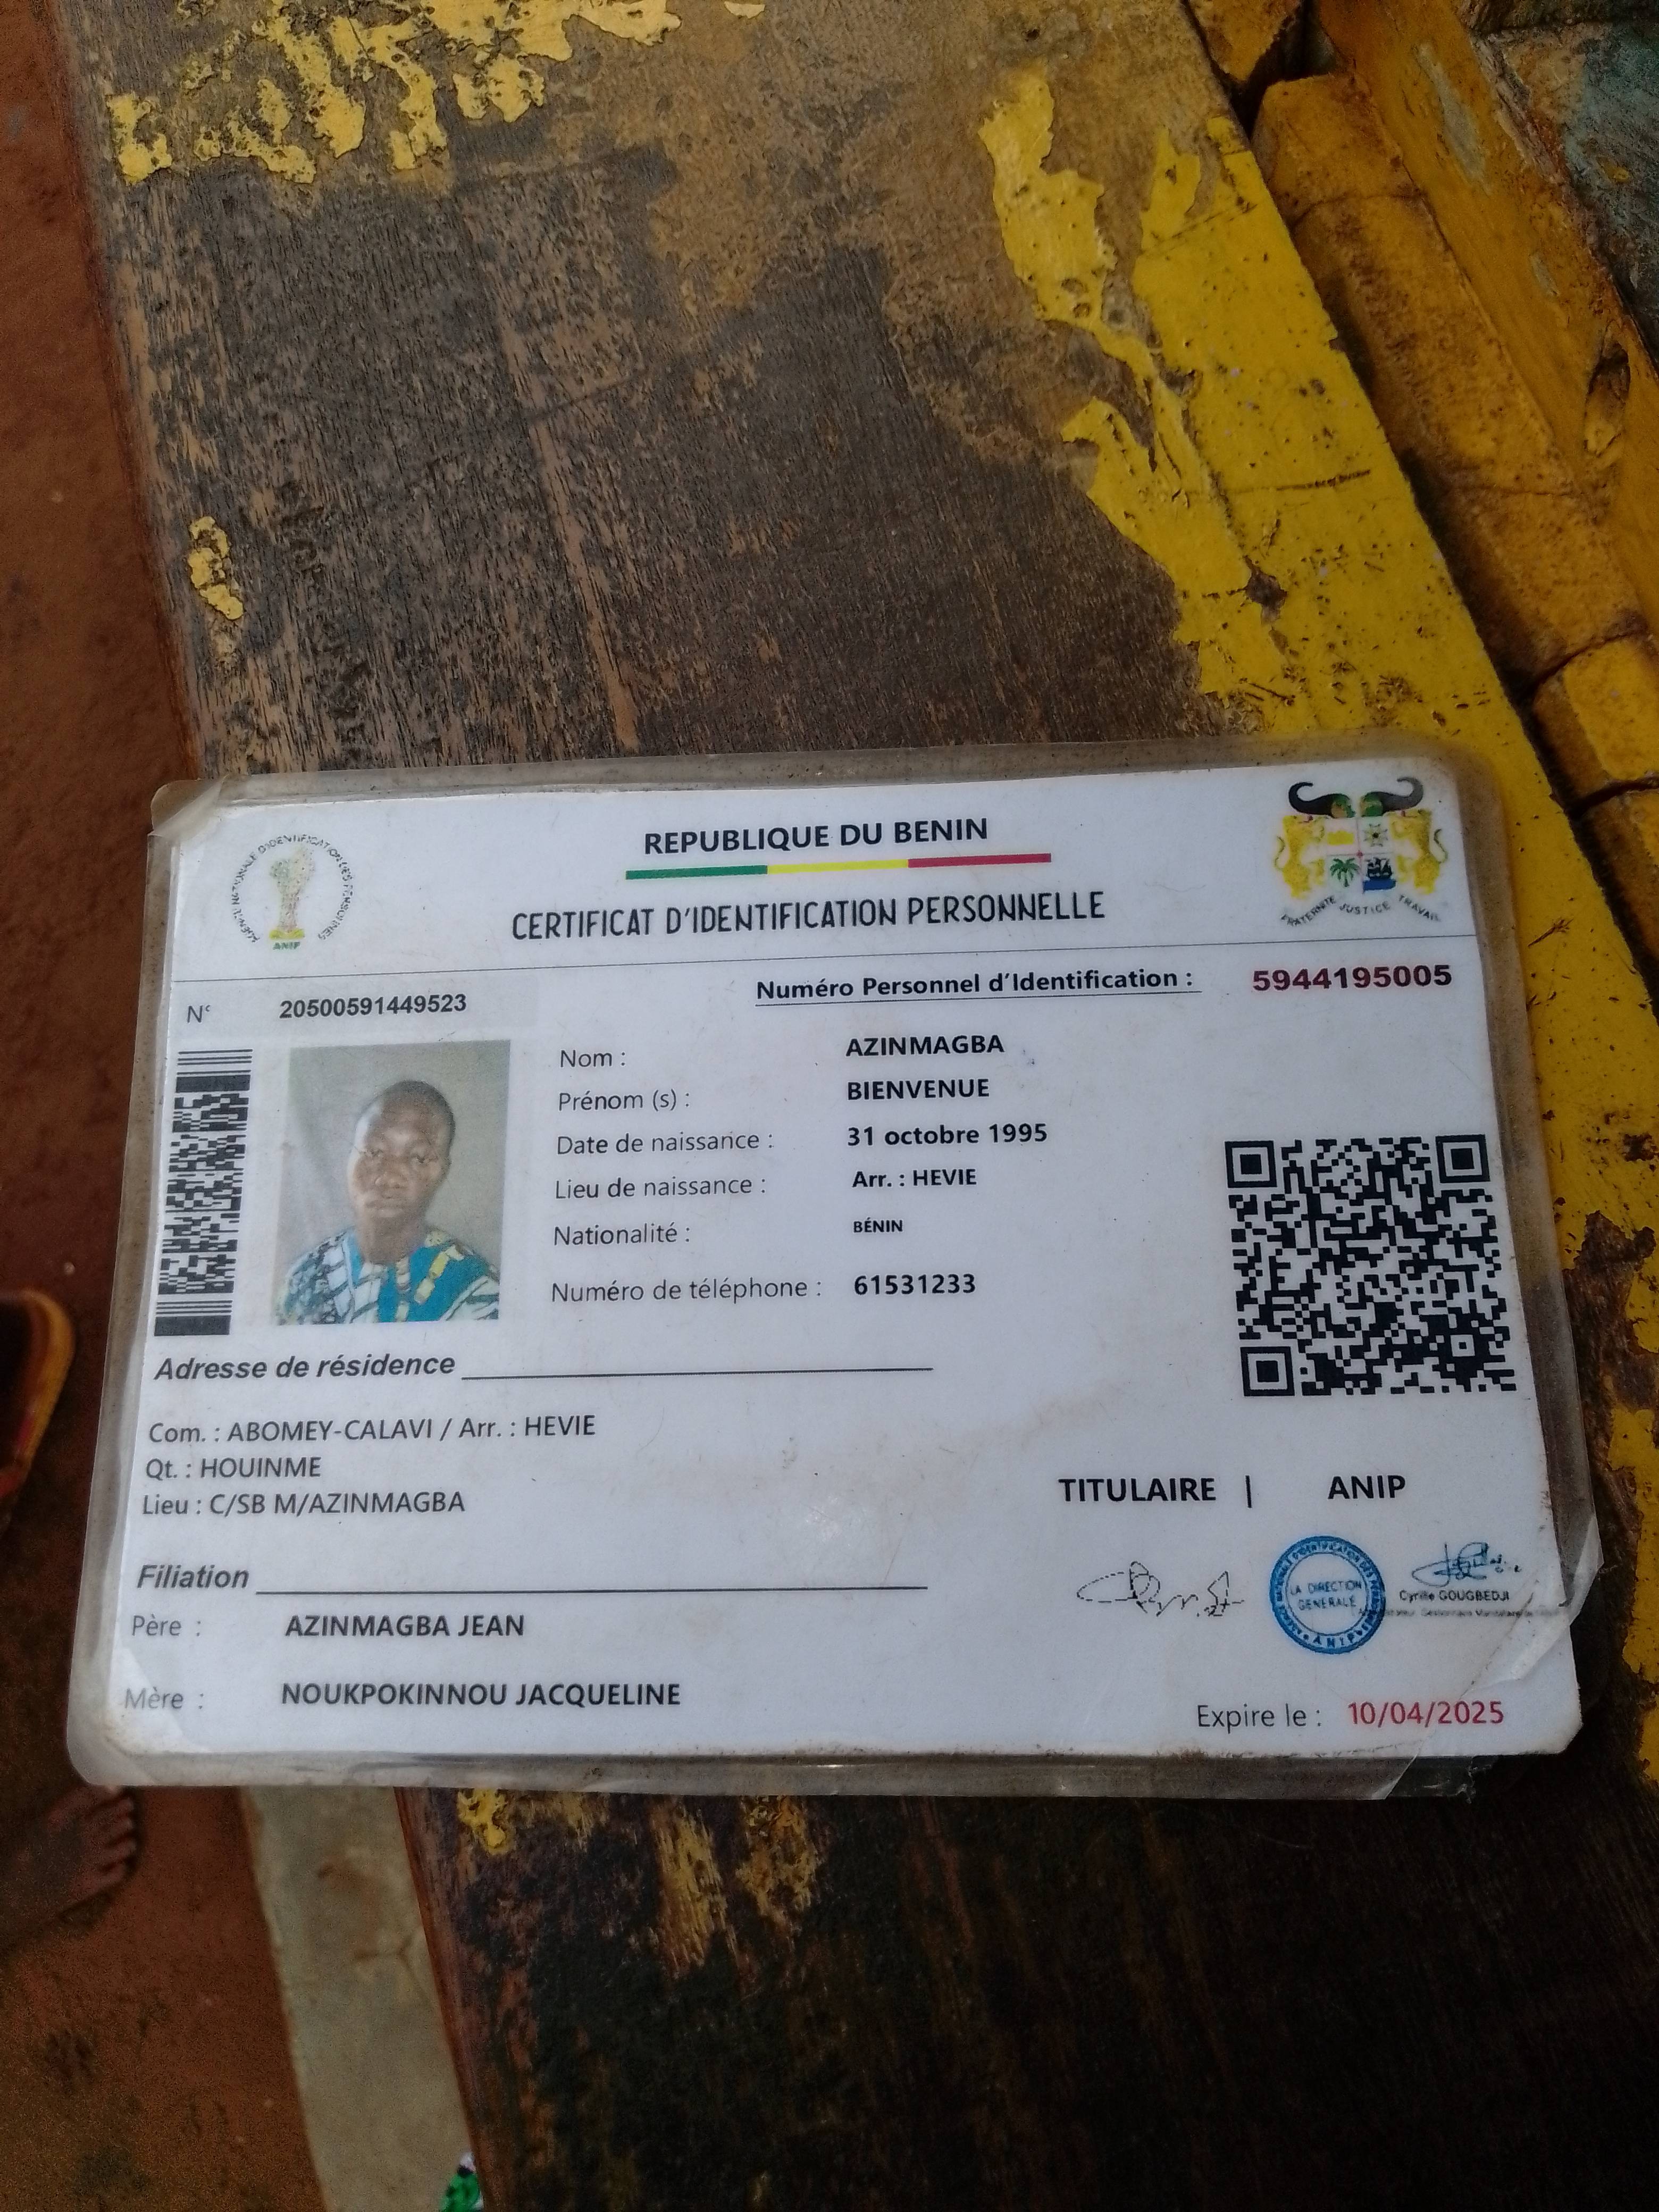 REPUBLIQUE DU BENIN
CERTIFICAT D'IDENTIFICATION PERSONNELLE
AGENCE NATIONALE D'IDENTIFICATION DES PERSONNES
ANIP
FRATERNITE JUSTICE TRAVAIL
Numéro Personnel d'Identification : 5944195005
N° 20500591449523
Nom : AZINMAGBA
Prénom (s) : BIENVENUE
Date de naissance : 31 octobre 1995
Lieu de naissance : Arr. : HEVIE
Nationalité : BÉNIN
Numéro de téléphone : 61531233
Adresse de résidence
Com. : ABOMEY-CALAVI / Arr. : HEVIE
Qt. : HOUINME
Lieu : C/SB M/AZINMAGBA
TITULAIRE | ANIP
LA DIRECTION
GENERALE
ANIP
Cyrille GOUGBEDJI
Filiation
Père : AZINMAGBA JEAN
Mère : NOUKPOKINNOU JACQUELINE
Expire le : 10/04/2025